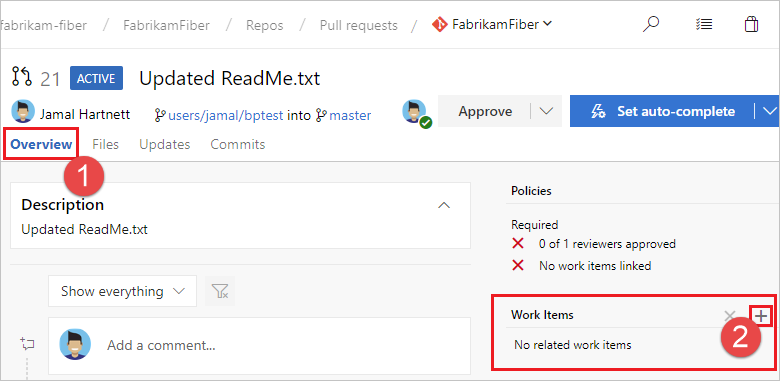 fabrikam-fiber / FabrikamFiber / Repos / Pull requests / FabrikamFiber
21 ACTIVE Updated ReadMe.txt
Jamal Hartnett users/jamal/bptest into master Approve Set auto-complete
Overview Files Updates Commits
1
Description
Updated ReadMe.txt
Show everything
Add a comment...
Policies
Required
0 of 1 reviewers approved
No work items linked
Work Items
2
No related work items